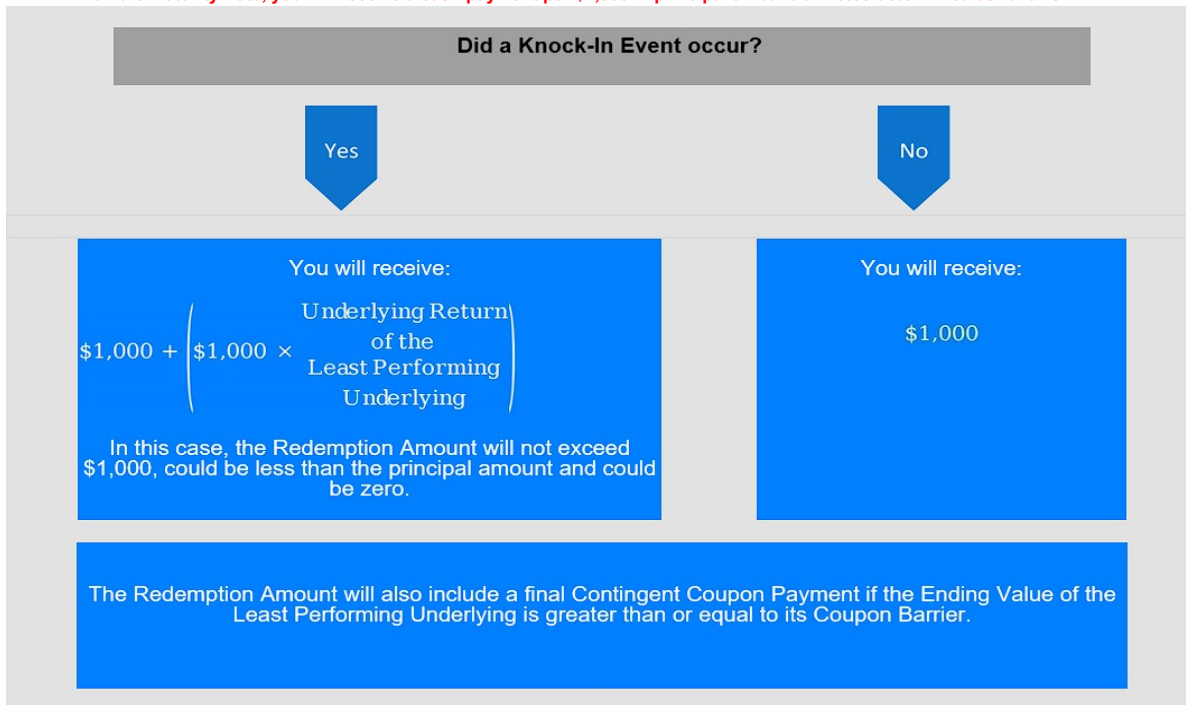 Did a Knock-In Event occur?
Yes
No
You will receive:
$1,000 + ($1,000 × Underlying Return
of the
Least Performing
Underlying)
In this case, the Redemption Amount will not exceed
$1,000, could be less than the principal amount and could
be zero.
You will receive:
$1,000
The Redemption Amount will also include a final Contingent Coupon Payment if the Ending Value of the
Least Performing Underlying is greater than or equal to its Coupon Barrier.